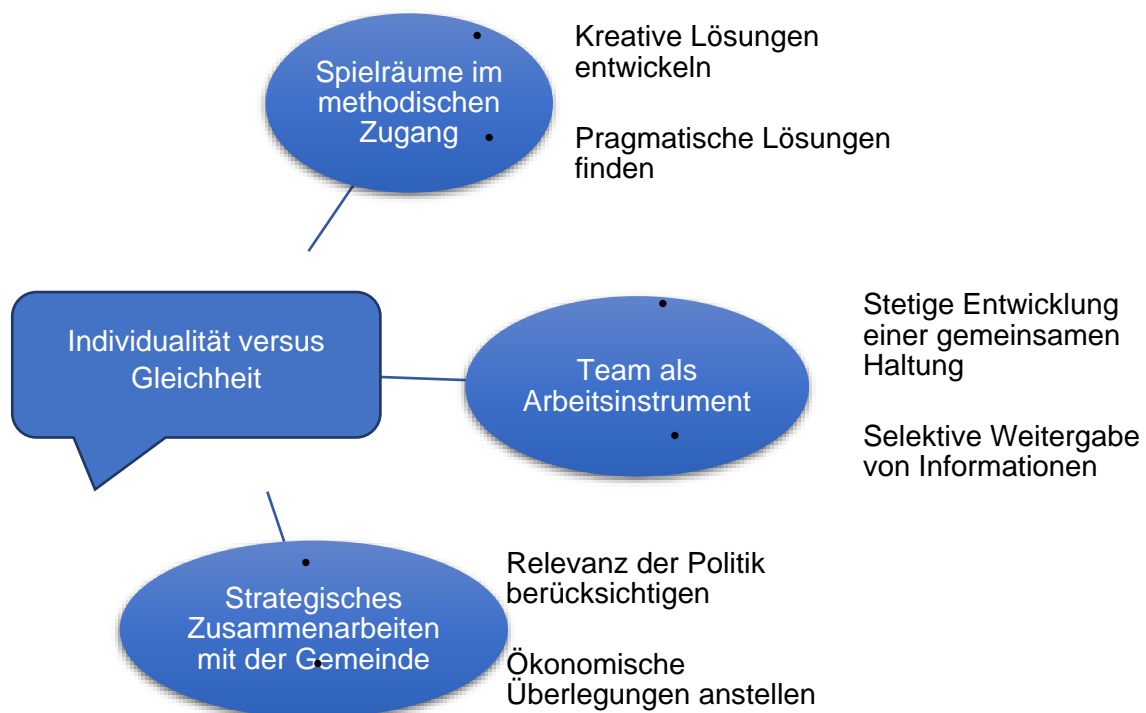 Spielräume im
methodischen
Zugang
• Kreative Lösungen
entwickeln
• Pragmatische Lösungen
finden
Individualität versus
Gleichheit
Team als
Arbeitsinstrument
• Stetige Entwicklung
einer gemeinsamen
Haltung
• Selektive Weitergabe
von Informationen
Strategisches
Zusammenarbeiten
mit der Gemeinde
• Relevanz der Politik
berücksichtigen
• Ökonomische
Überlegungen anstellen